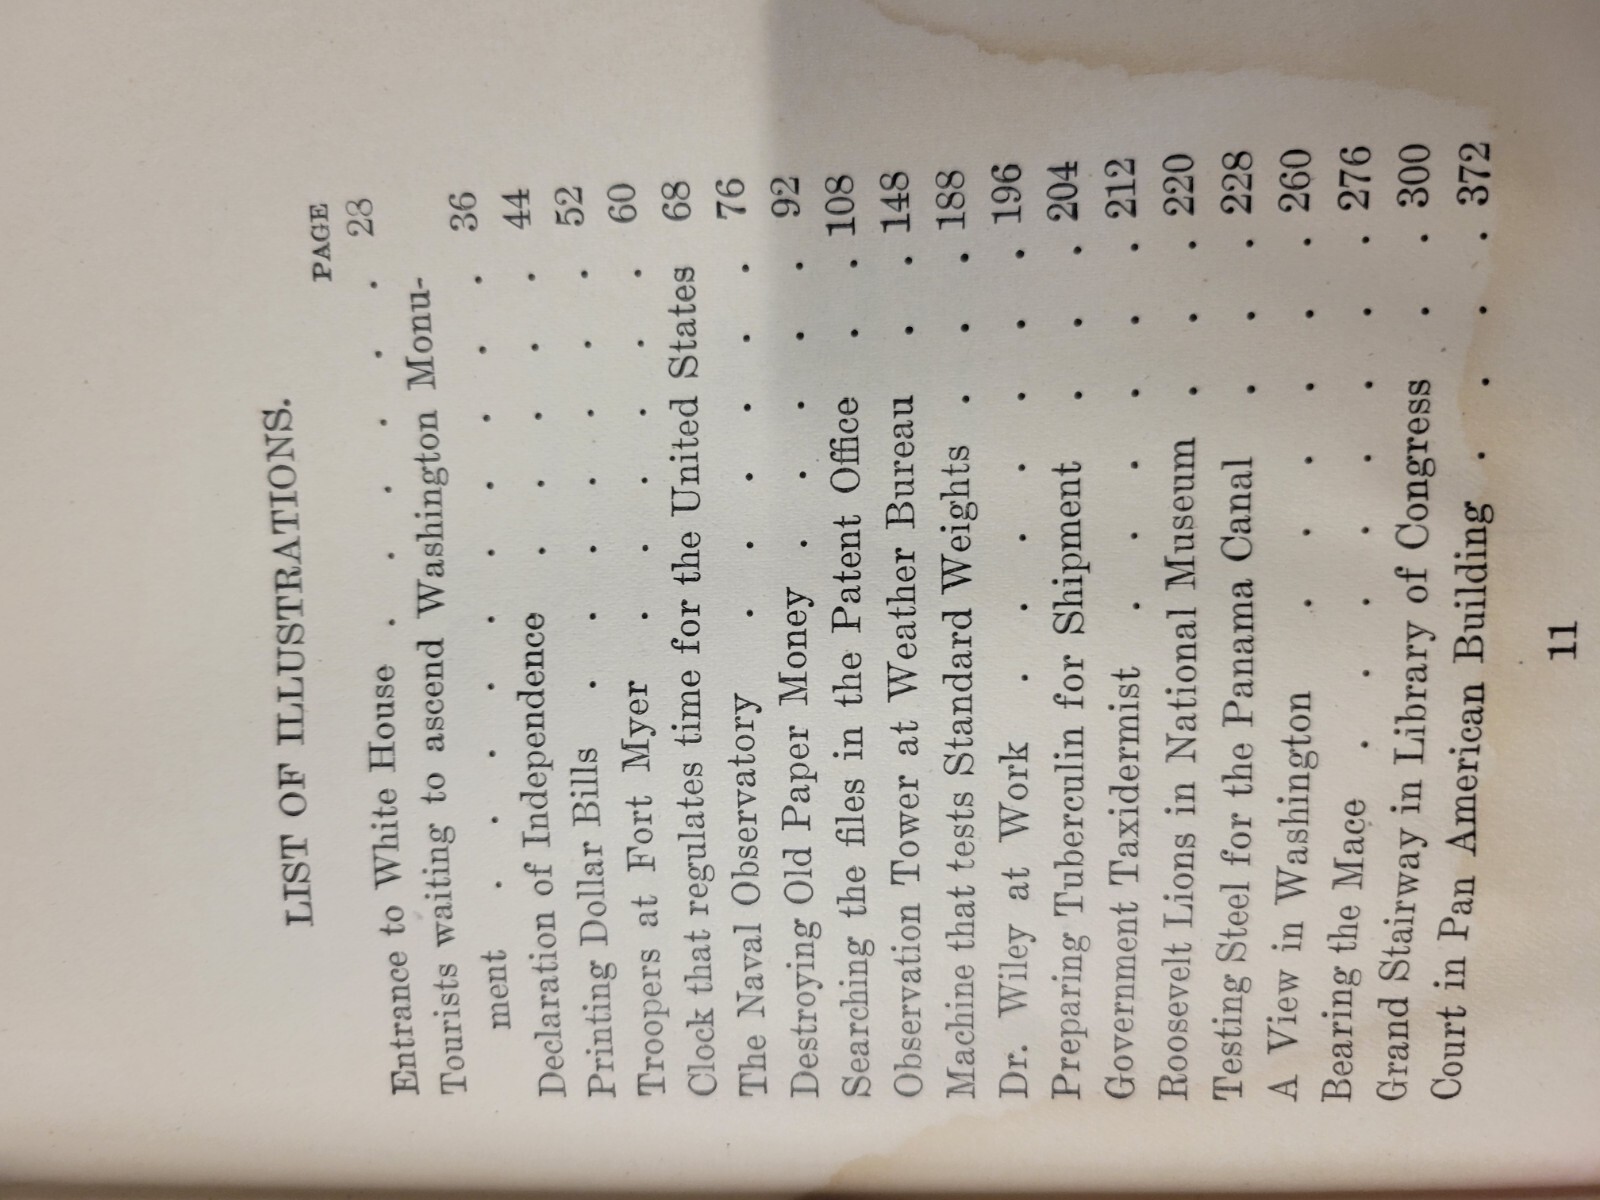 LIST OF ILLUSTRATIONS.
PAGE
Entrance to White House . . . . . . 28
Tourists waiting to ascend Washington Monu-
ment . . . . . . . . . . 36
Declaration of Independence . . . . . 44
Printing Dollar Bills . . . . . . . 52
Troopers at Fort Myer . . . . . . 60
Clock that regulates time for the United States 68
The Naval Observatory . . . . . . 76
Destroying Old Paper Money . . . . . 92
Searching the files in the Patent Office . . 108
Observation Tower at Weather Bureau . . 148
Machine that tests Standard Weights . . . 188
Dr. Wiley at Work . . . . . . . 196
Preparing Tuberculin for Shipment . . . 204
Government Taxidermist . . . . . . 212
Roosevelt Lions in National Museum . . . 220
Testing Steel for the Panama Canal . . . 228
A View in Washington . . . . . . 260
Bearing the Mace . . . . . . . . 276
Grand Stairway in Library of Congress . . 300
Court in Pan American Building . . . . 372
11